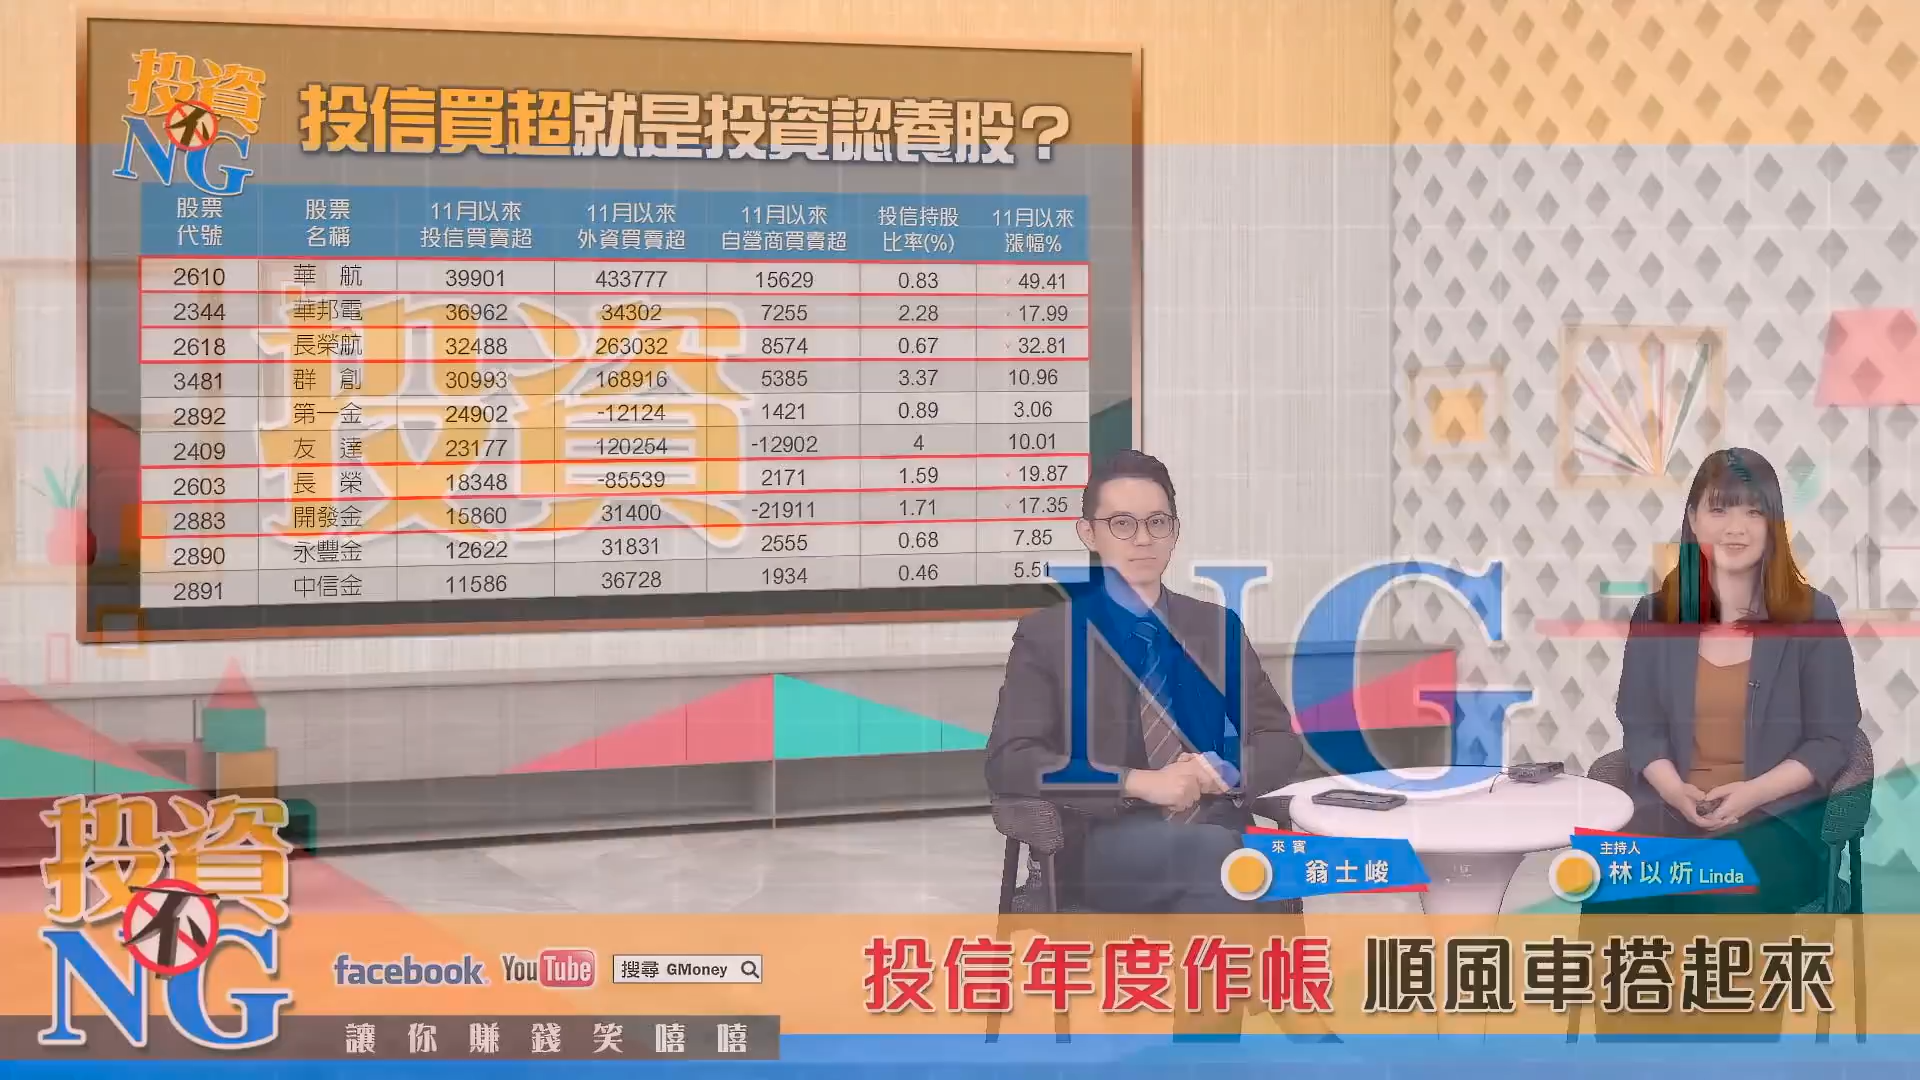 投資
不
NG
投信買超就是投資認養股?
股票代號 股票名稱 11月以來投信買賣超 11月以來外資買賣超 11月以來自營商買賣超 投信持股比率(%) 11月以來漲幅%
2610 華航 39901 433777 15629 0.83 49.41
2344 華邦電 36962 34302 7255 2.28 17.99
2618 長榮航 32488 263032 8574 0.67 32.81
3481 群創 30993 168916 5385 3.37 10.96
2892 第一金 24902 -12124 1421 0.89 3.06
2409 友達 23177 120254 -12902 4 10.01
2603 長榮 18348 -85539 2171 1.59 19.87
2883 開發金 15860 31400 -21911 1.71 17.35
2890 永豐金 12622 31831 2555 0.68 7.85
2891 中信金 11586 36728 1934 0.46 5.51
投資
NG
來賓
翁士峻
主持人
林以炘 Linda
投資
不
NG
facebook YouTube 搜尋 GMoney
投信年度作帳 順風車搭起來
讓你賺錢笑嘻嘻